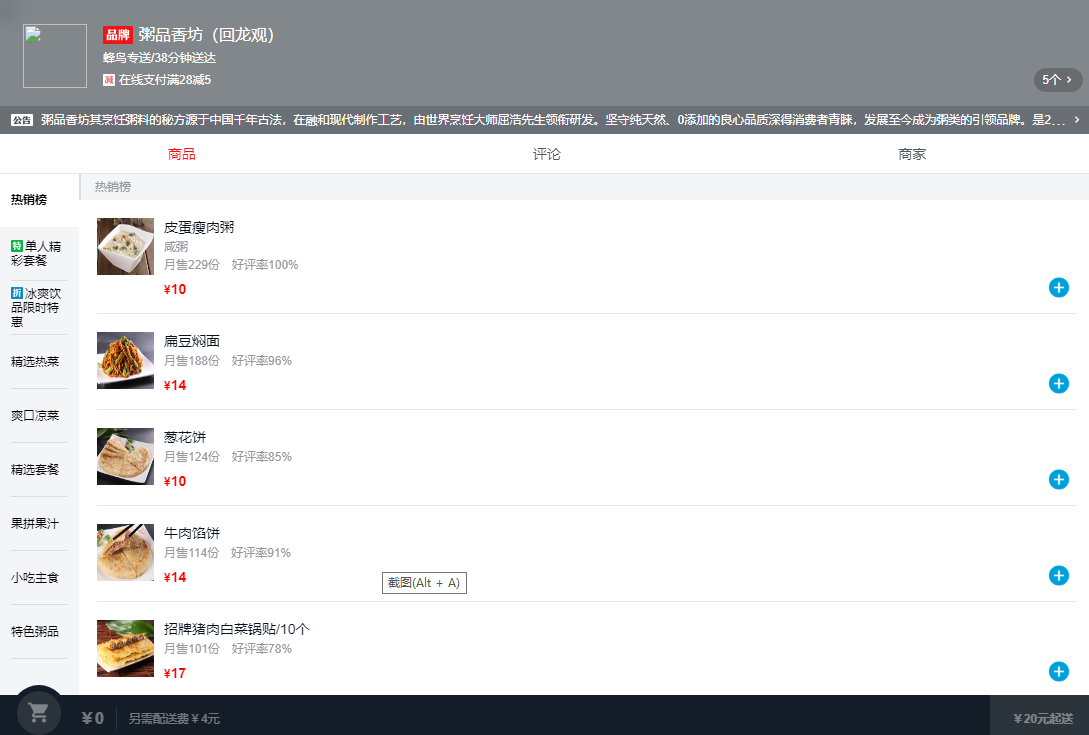 品牌 粥品香坊（回龙观）
蜂鸟专送/38分钟送达
减 在线支付满28减5
5个 >
公告 粥品香坊其烹饪粥料的秘方源于中国千年古法，在融和现代制作工艺，由世界烹饪大师屈浩先生领衔研发。坚守纯天然、0添加的良心品质深得消费者青睐，发展至今成为粥类的引领品牌。是2... >
商品 评论 商家
热销榜
特 单人精
彩套餐
折 冰爽饮
品限时特
惠
精选热菜
爽口凉菜
精选套餐
果拼果汁
小吃主食
特色粥品
热销榜
皮蛋瘦肉粥
咸粥
月售229份 好评率100%
¥10
扁豆焖面
月售188份 好评率96%
¥14
葱花饼
月售124份 好评率85%
¥10
牛肉馅饼
月售114份 好评率91%
¥14
截图(Alt + A)
招牌猪肉白菜锅贴/10个
月售101份 好评率78%
¥17
¥0 另需配送费¥4元 ¥20元起送